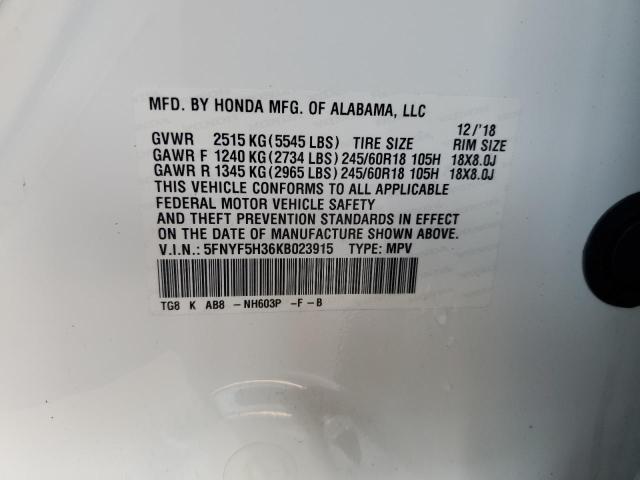 MFD. BY HONDA MFG. OF ALABAMA, LLC
12/'18
GVWR 2515 KG (5545 LBS) TIRE SIZE RIM SIZE
GAWR F 1240 KG (2734 LBS) 245/60R18 105H 18X8.0J
GAWR R 1345 KG (2965 LBS) 245/60R18 105H 18X8.0J
THIS VEHICLE CONFORMS TO ALL APPLICABLE
FEDERAL MOTOR VEHICLE SAFETY
AND THEFT PREVENTION STANDARDS IN EFFECT
ON THE DATE OF MANUFACTURE SHOWN ABOVE.
V.I.N.: 5FNYF5H36KB023915 TYPE: MPV
TG8 K AB8 -NH603P -F-B